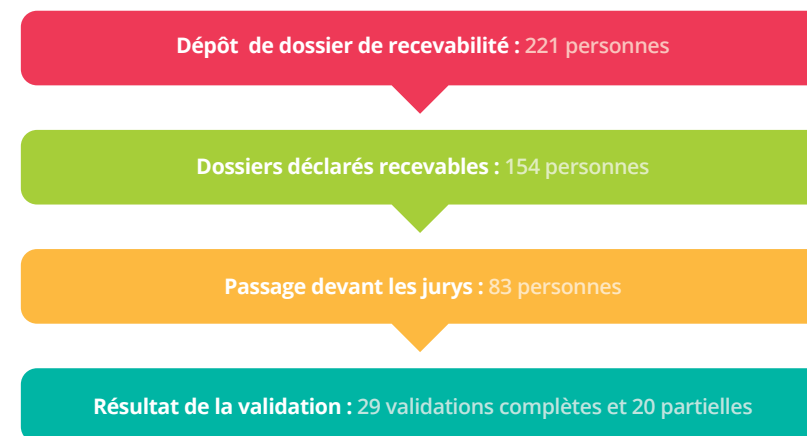 Dépôt de dossier de recevabilité : 221 personnes
Dossiers déclarés recevables : 154 personnes
Passage devant les jurys : 83 personnes
Résultat de la validation : 29 validations complètes et 20 partielles